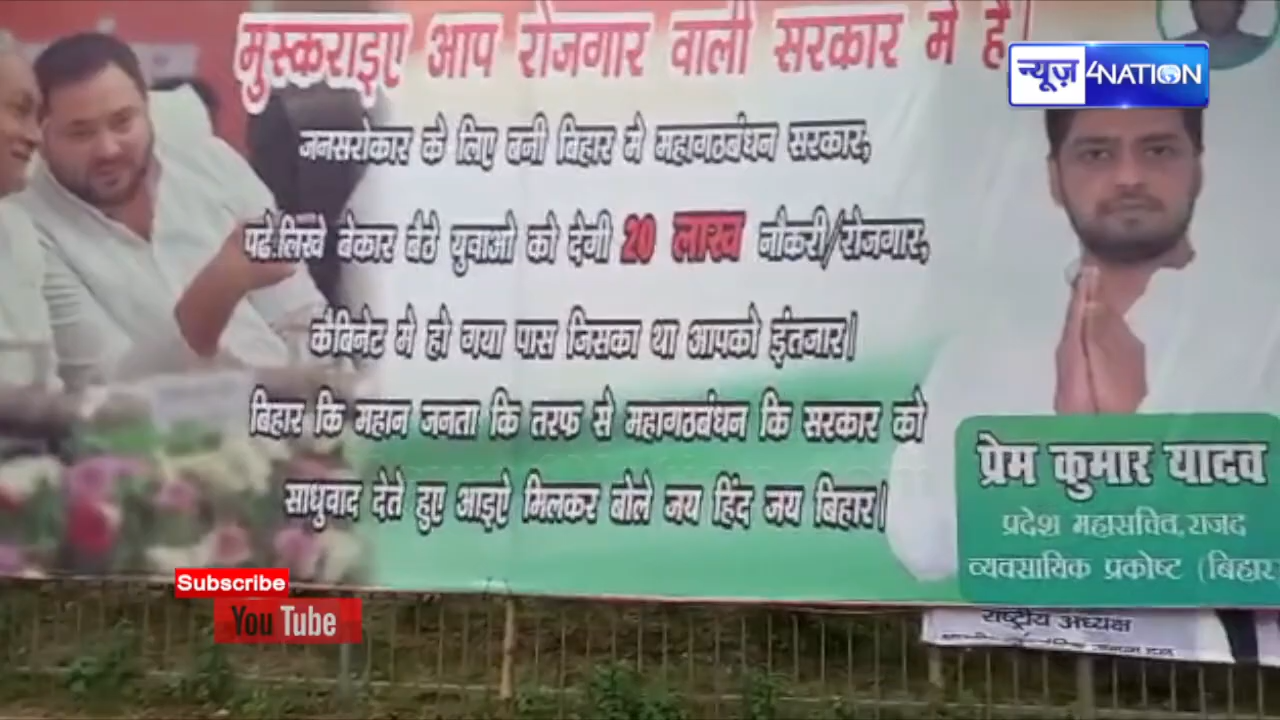 मुस्कराइए आप रोजगार वाली सरकार मे हैं|
न्यूज़ 4NATION
जनसरोकार के लिए बनी बिहार मे महागठबंधन सरकार;
पढे.लिखे बेकार बैठे युवाओ को देगी 20 लाख नौकरी/रोजगार;
कैबिनेट मे हो गया पास जिसका था आपको इंतजार|
बिहार कि महान जनता कि तरफ से महागठबंधन कि सरकार को
साधुवाद देते हुए आइऐ मिलकर बोले जय हिंद जय बिहार|
प्रेम कुमार यादव
प्रदेश महासचिव,राजद
व्यवसायिक प्रकोष्ट (बिहार
Subscribe
YouTube
राष्ट्रीय अध्यक्ष